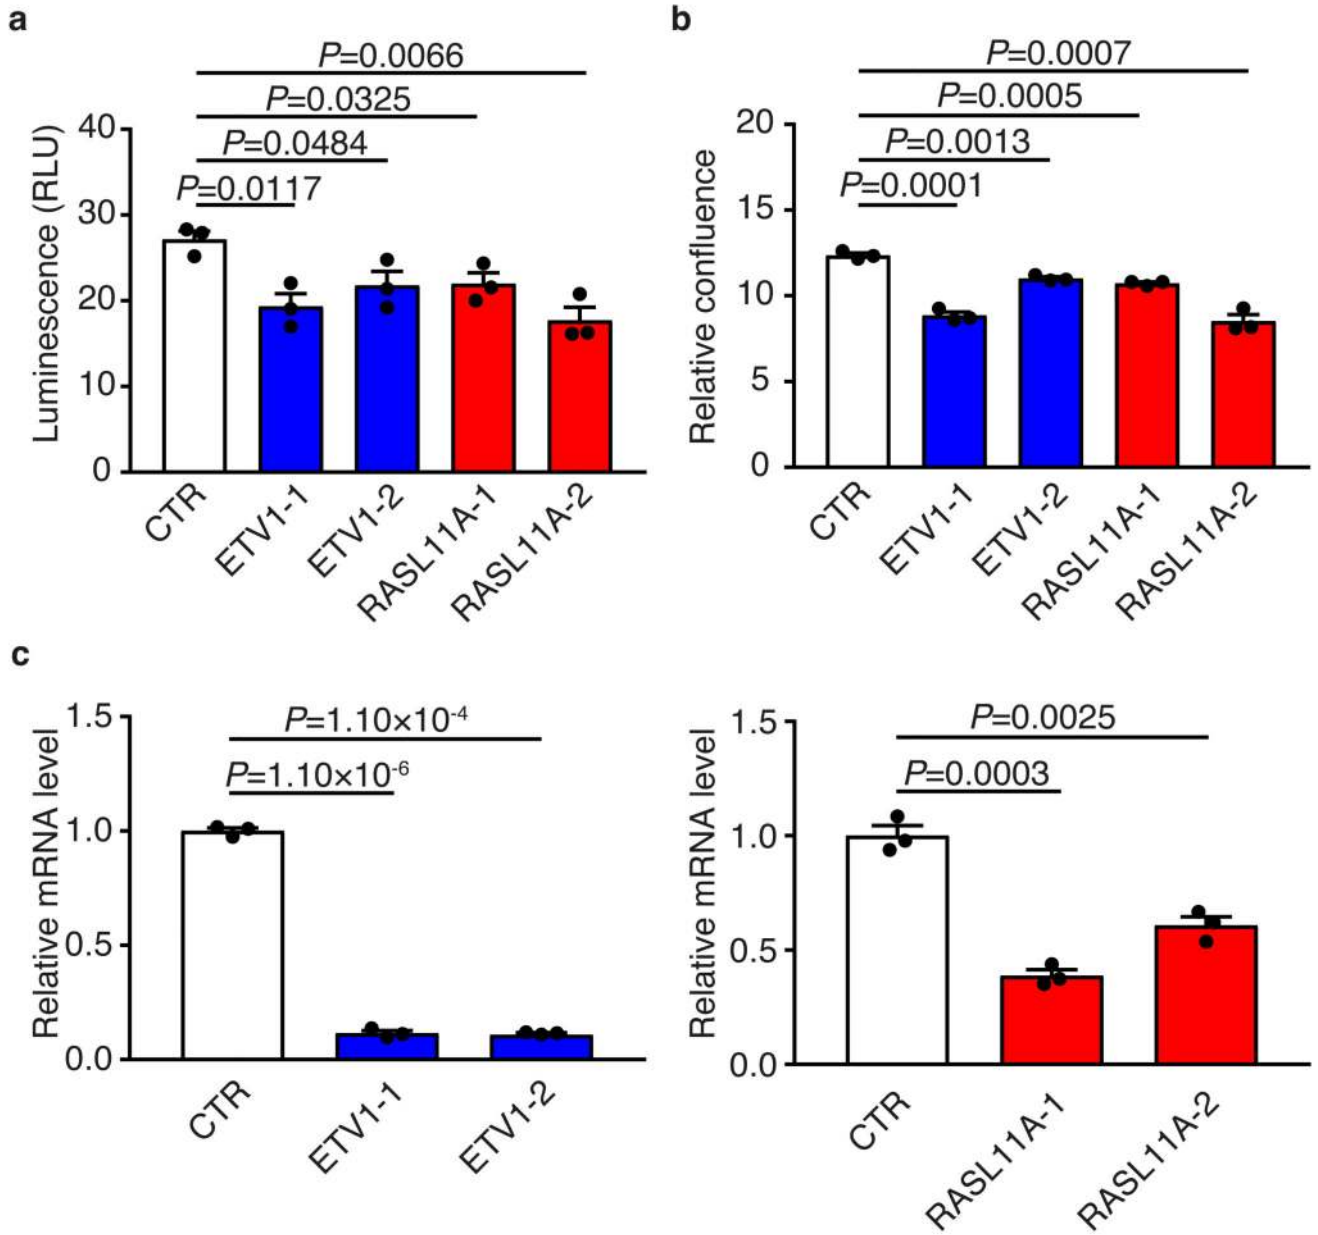 a
P=0.0066
P=0.0325
P=0.0484
P=0.0117
Luminescence (RLU)
40
30
20
10
0
CTR
ETV1-1
ETV1-2
RASL11A-1
RASL11A-2
b
P=0.0007
P=0.0005
P=0.0013
P=0.0001
Relative confluence
20
15
10
5
0
CTR
ETV1-1
ETV1-2
RASL11A-1
RASL11A-2
c
P=1.10×10-4
P=1.10×10-6
Relative mRNA level
1.5
1.0
0.5
0.0
CTR
ETV1-1
ETV1-2
P=0.0025
P=0.0003
Relative mRNA level
1.5
1.0
0.5
0.0
CTR
RASL11A-1
RASL11A-2